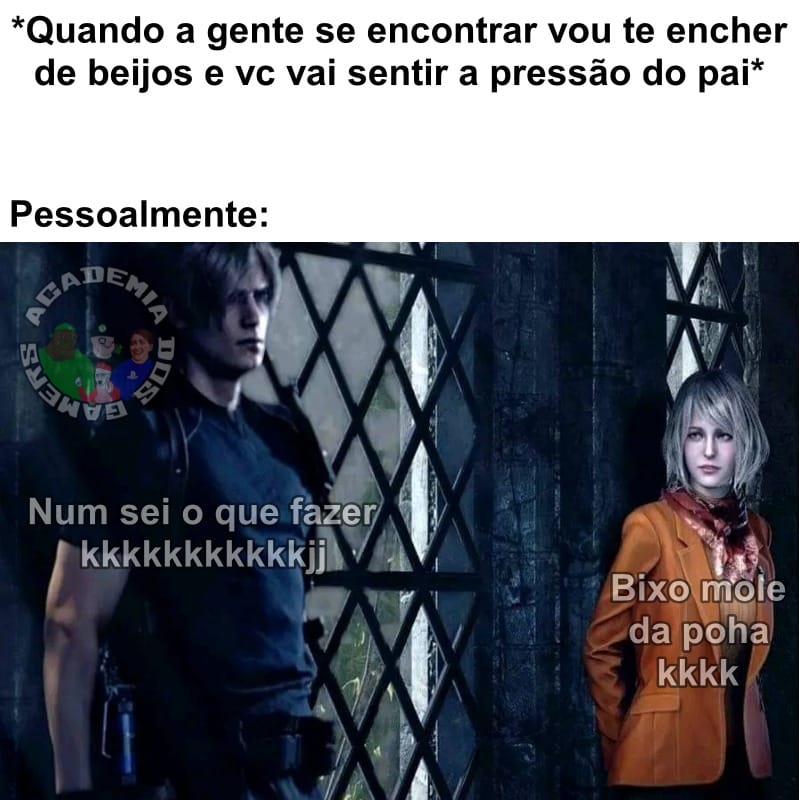 *Quando a gente se encontrar vou te encher
de beijos e vc vai sentir a pressão do pai*
Pessoalmente:
ACADEMIA DOS GAMERS
Num sei o que fazer
kkkkkkkkkkkkjj
Bixo mole
da poha
kkkk